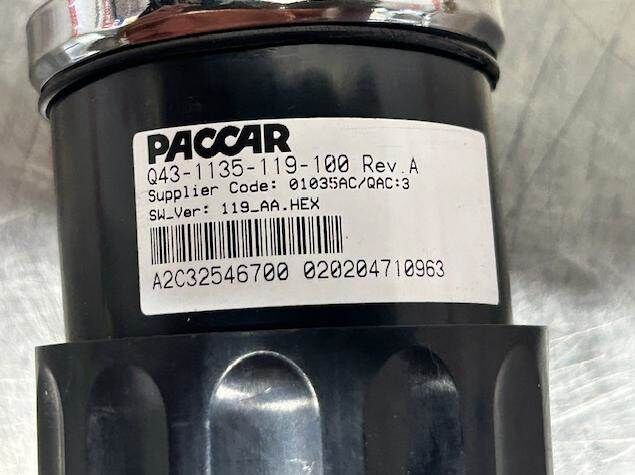 PACCAR
Q43-1135-119-100 Rev.A
Supplier Code: 01035AC/QAC:3
SW_Ver: 119_AA.HEX
A2C32546700 020204710963